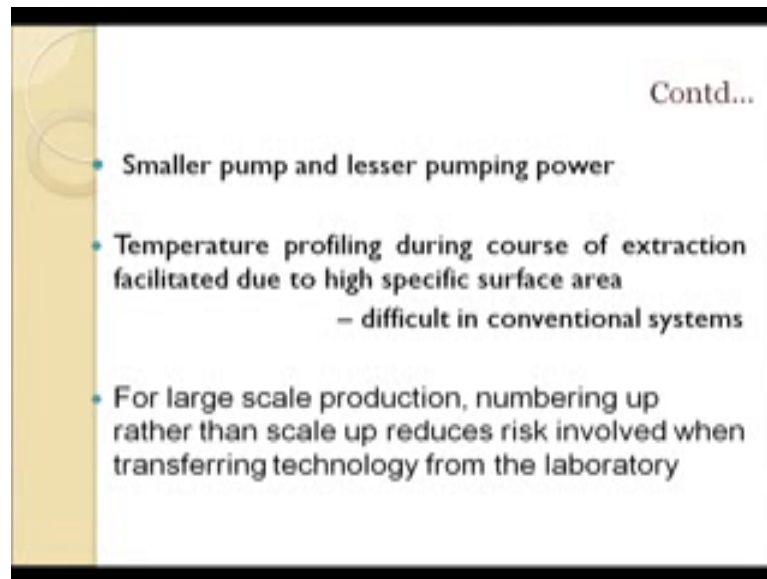 Contd...
Smaller pump and lesser pumping power
Temperature profiling during course of extraction
facilitated due to high specific surface area
– difficult in conventional systems
For large scale production, numbering up
rather than scale up reduces risk involved when
transferring technology from the laboratory